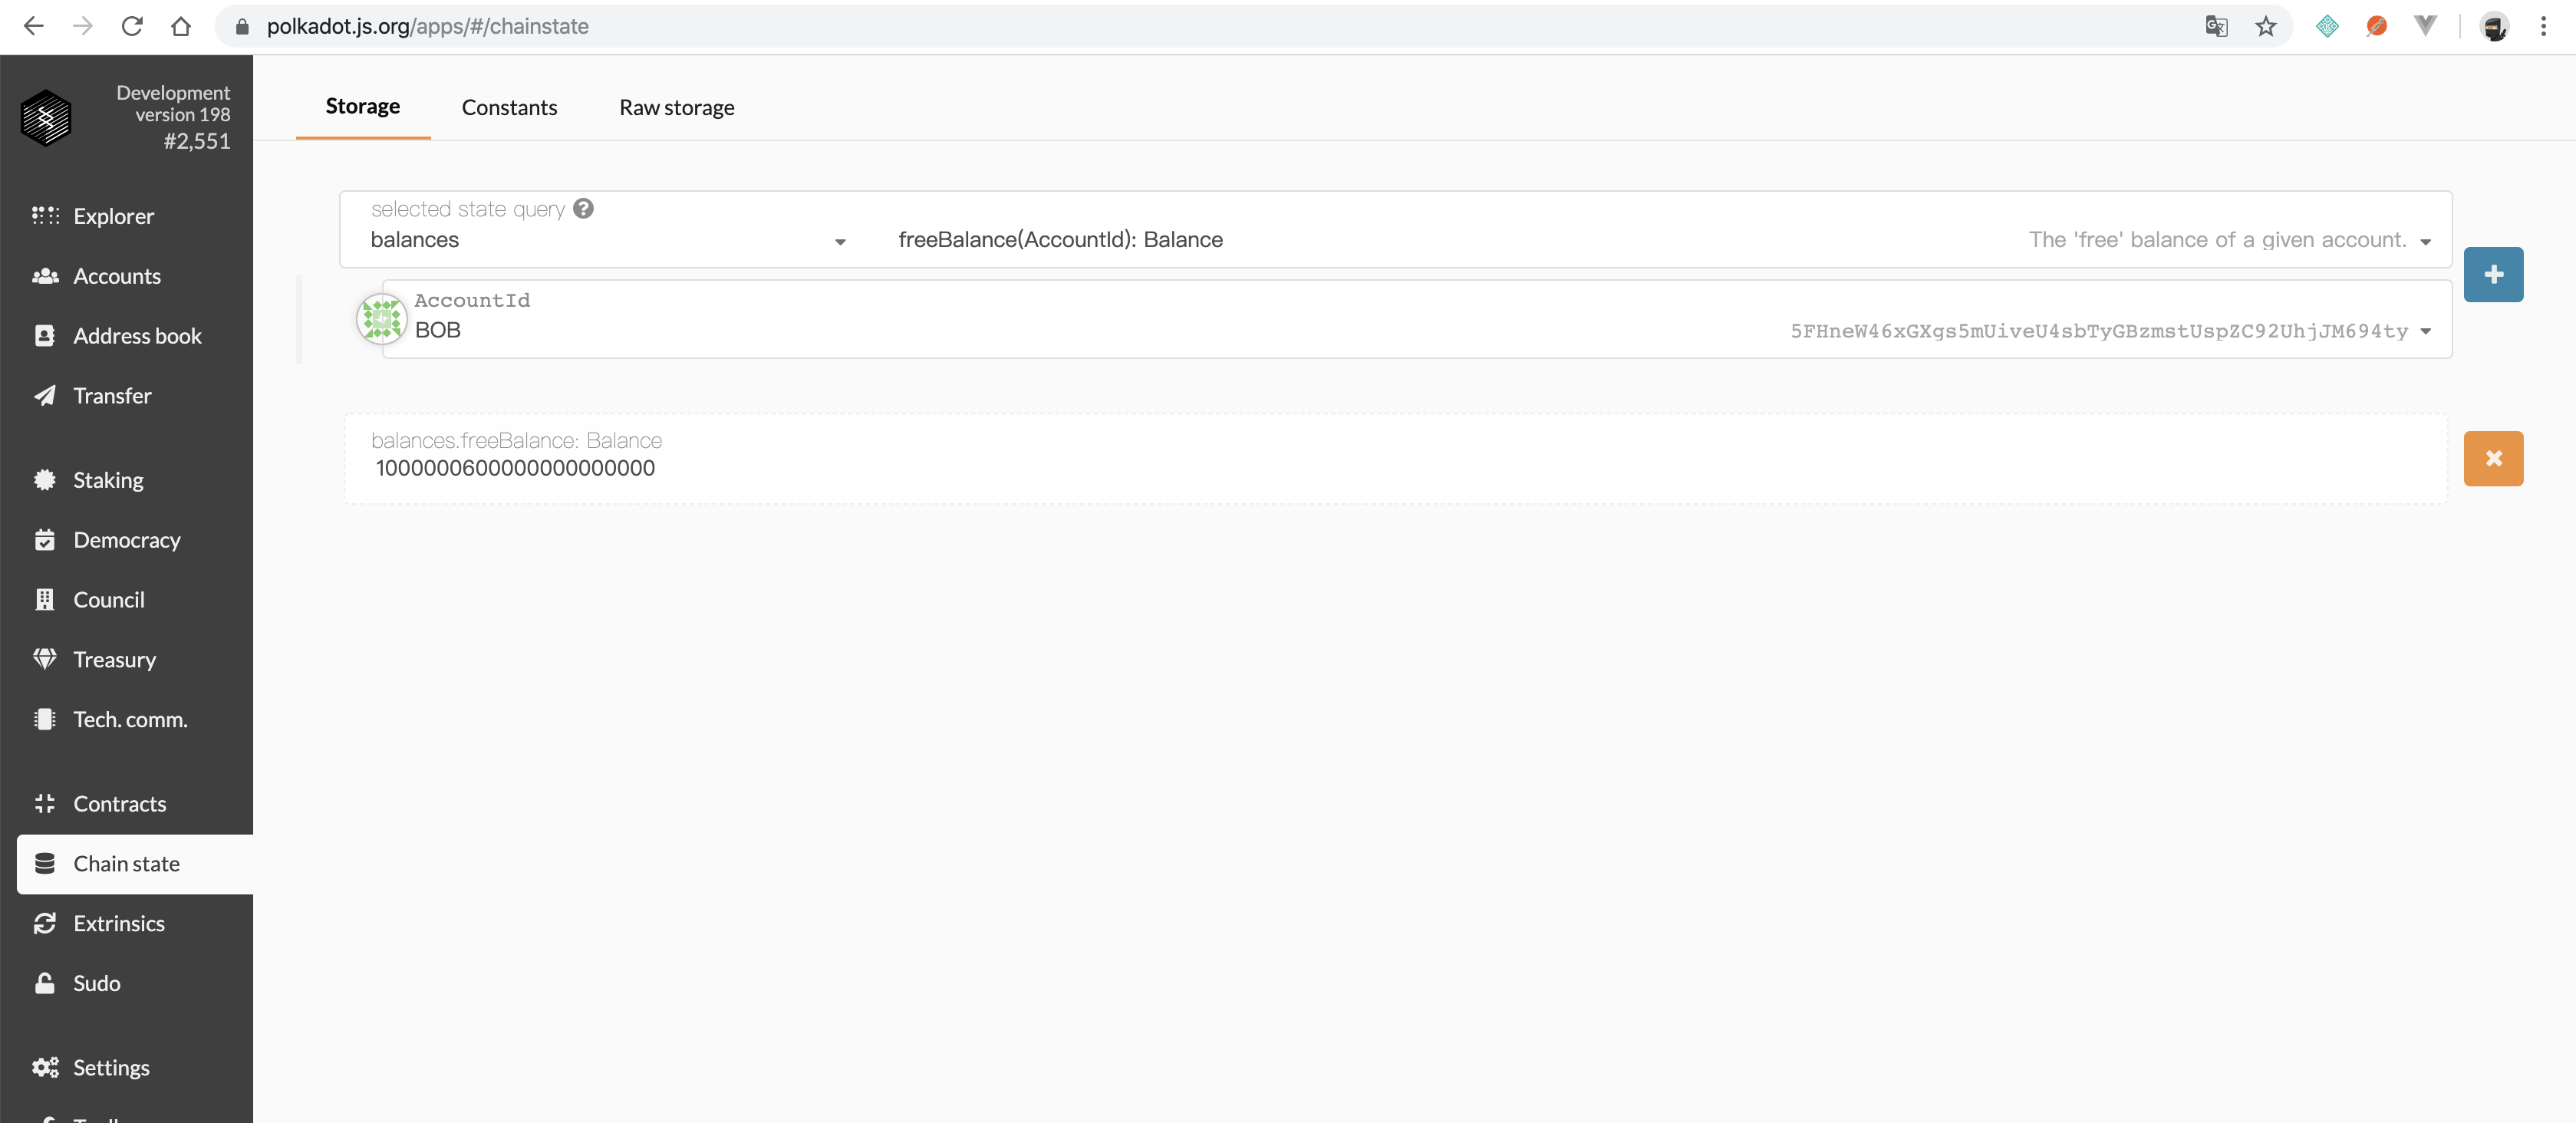 polkadot.js.org/apps/#/chainstate
Development
version 198
#2,551
Explorer
Accounts
Address book
Transfer
Staking
Democracy
Council
Treasury
Tech. comm.
Contracts
Chain state
Extrinsics
Sudo
Settings
Storage Constants Raw storage
selected state query
balances freeBalance(AccountId): Balance The 'free' balance of a given account.
AccountId
BOB 5FHneW46xGXgs5mUiveU4sbTyGBzmstUspZC92UhjJM694ty
balances.freeBalance: Balance
1000000600000000000000